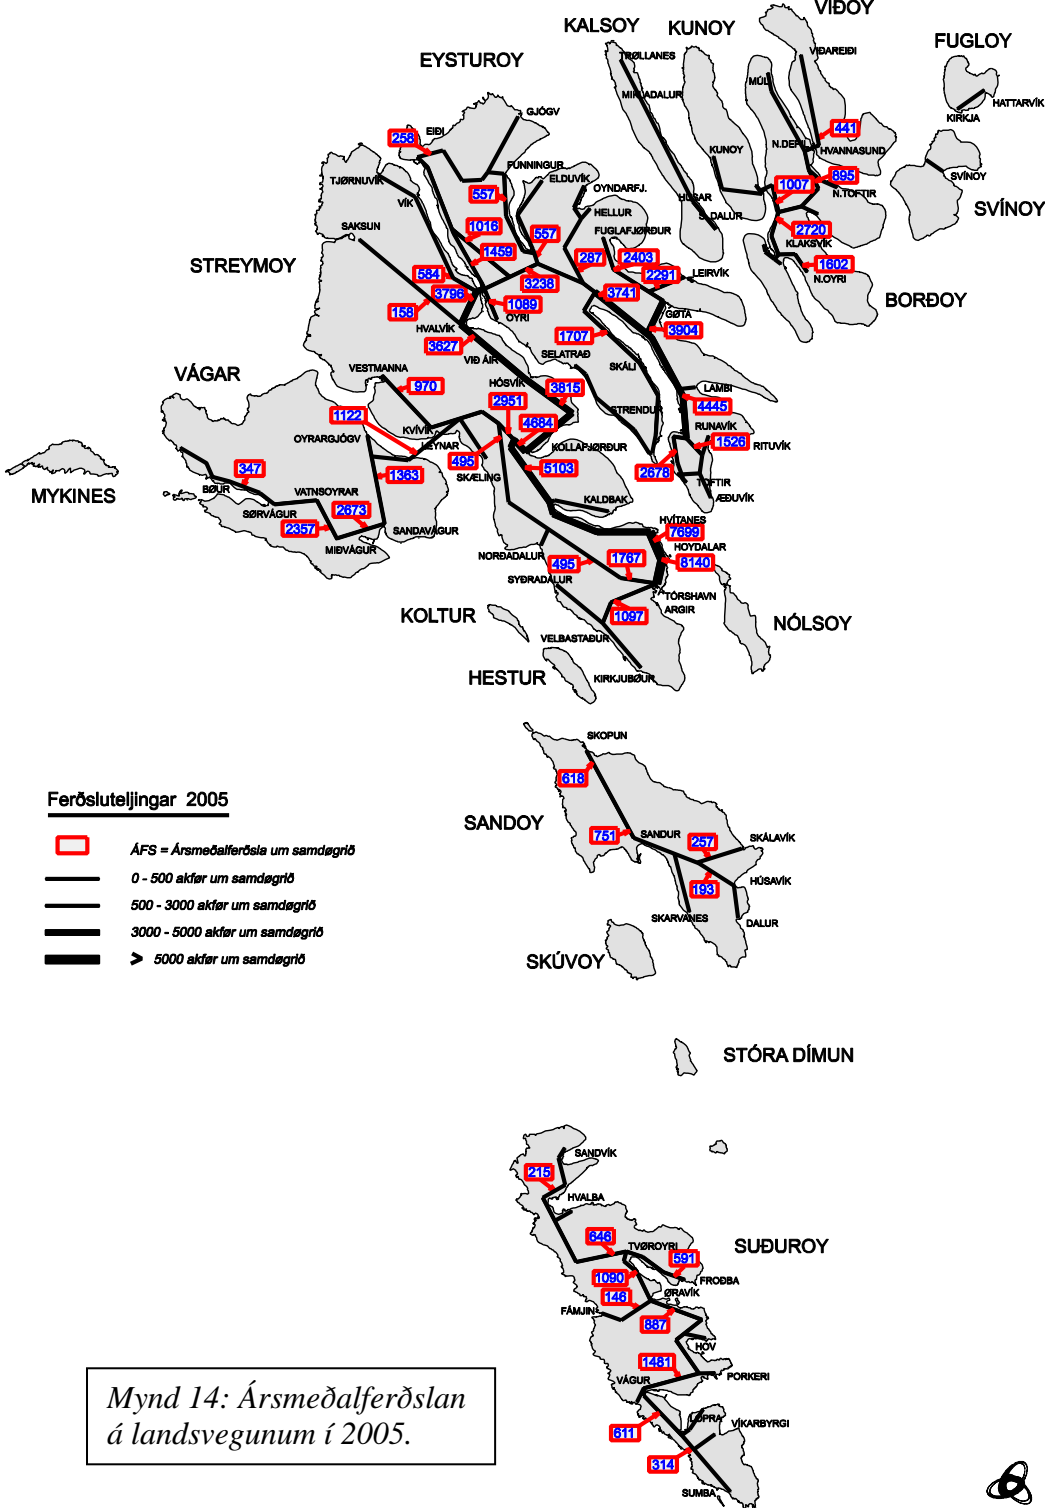 VIÐOY
KALSOY
KUNOY
FUGLOY
EYSTUROY
TRØLLANES
VIÐAREIÐI
MÚLI
MIKLADALUR
HATTARVÍK
KIRKJA
GJÓGV
EIÐI
258
441
N.DEPIL
HVANNASUND
KUNOY
FUNNINGUR
ELDUVÍK
TJØRNUVÍK
557
OYNDARFJ.
HÚSAR
1007
895
N.TOFTIR
SVÍNOY
SVÍNOY
VÍK
HELLUR
S.DALUR
SAKSUN
1016
557
FUGLAFJØRÐUR
2720
KLAKSVÍK
1459
287
2403
STREYMOY
584
3238
2291
LEIRVÍK
1602
N.OYRI
3796
1089
3741
BORÐOY
158
OYRI
GØTA
HVALVÍK
3904
3627
1707
VIÐ ÁIR
SELATRAÐ
SKÁLI
VESTMANNA
VÁGAR
970
HÓSVÍK
3815
LAMBI
2951
4445
1122
4684
STRENDUR
RUNAVÍK
KVÍVÍK
OYRARGJÓGV
LEYNAR
KOLLAFJØRÐUR
1526
RITUVÍK
495
5103
2678
347
1363
SKÆLING
TOFTIR
MYKINES
BØUR
VATNSOYRAR
KALDBAK
ÆÐUVÍK
SØRVÁGUR
2673
2357
SANDAVÁGUR
HVÍTANES
7699
MIÐVÁGUR
HOYDALAR
NORÐADALUR
495
1767
8140
SYÐRADALUR
TÓRSHAVN
ARGIR
KOLTUR
1097
NÓLSOY
VELBASTAÐUR
HESTUR
KIRKJUBØUR
SKOPUN
618
Ferðsluteljingar 2005
SANDOY
751
SANDUR
257
SKÁLAVÍK
ÁFS = Ársmeðalferðsla um samdøgrið
0 - 500 akfør um samdøgrið
193
HÚSAVÍK
500 - 3000 akfør um samdøgrið
SKARVANES
DALUR
3000 - 5000 akfør um samdøgrið
> 5000 akfør um samdøgrið
SKÚVOY
STÓRA DÍMUN
SANDVÍK
215
HVALBA
646
TVØROYRI
SUÐUROY
591
1090
FROÐBA
146
ØRAVÍK
FÁMJIN
887
HOV
1481
PORKERI
VÁGUR
LOPRA
VÍKARBYRGI
611
314
SUMBA
Mynd 14: Ársmeðalferðslan
á landsvegunum í 2005.